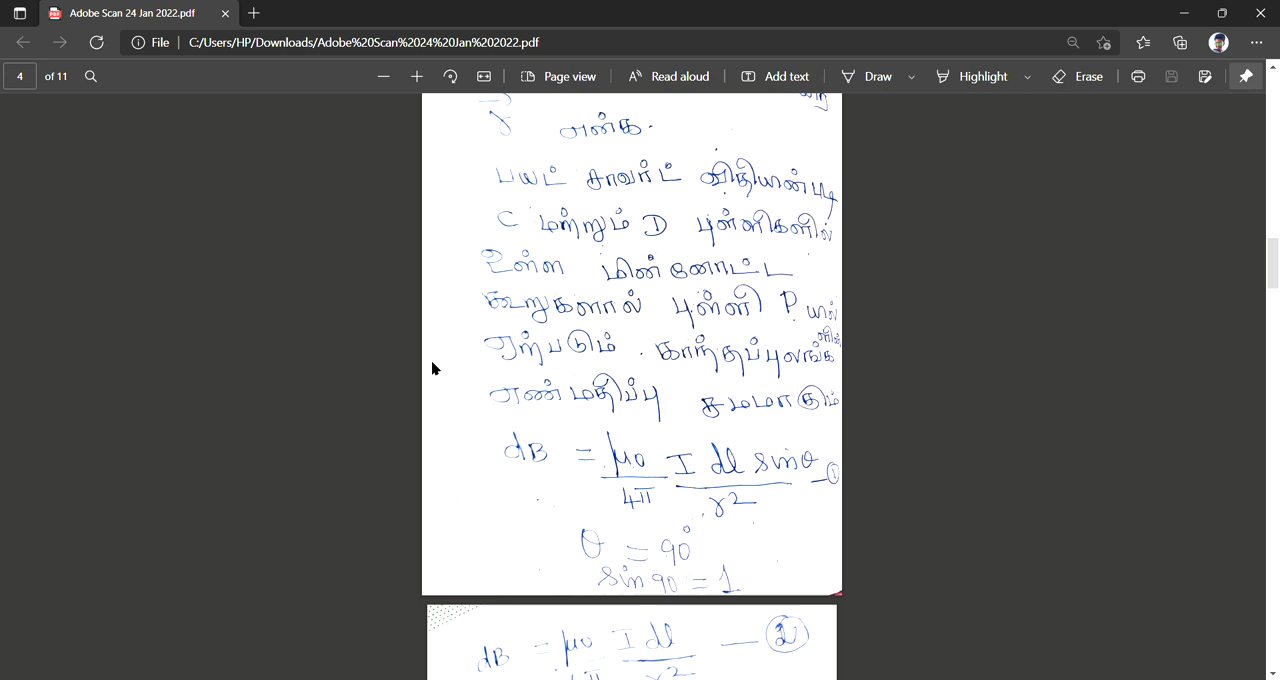 Adobe Scan 24 Jan 2022.pdf
File | C:/Users/HP/Downloads/Adobe%20Scan%2024%20Jan%202022.pdf
4 of 11 Page view Read aloud Add text Draw Highlight Erase
r என்க.
பயட் சாவர்ட் விதியின்படி
C மற்றும் D புள்ளிகளில்
உள்ள மின்னோட்ட
கூறுகளால் புள்ளி P யில்
ஏற்படும் காந்தப்புலங்களின்
எண்மதிப்பு சமமாகும்
dB = μ0/4π I dl sinθ/r2 — ①
θ = 90°
sin 90 = 1
dB = μ0/4π I dl/r2 — ②